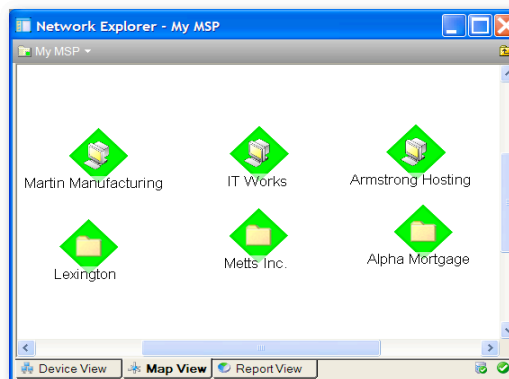 Network Explorer - My MSP
My MSP
Martin Manufacturing
IT Works
Armstrong Hosting
Lexington
Metts Inc.
Alpha Mortgage
Device View
Map View
Report View